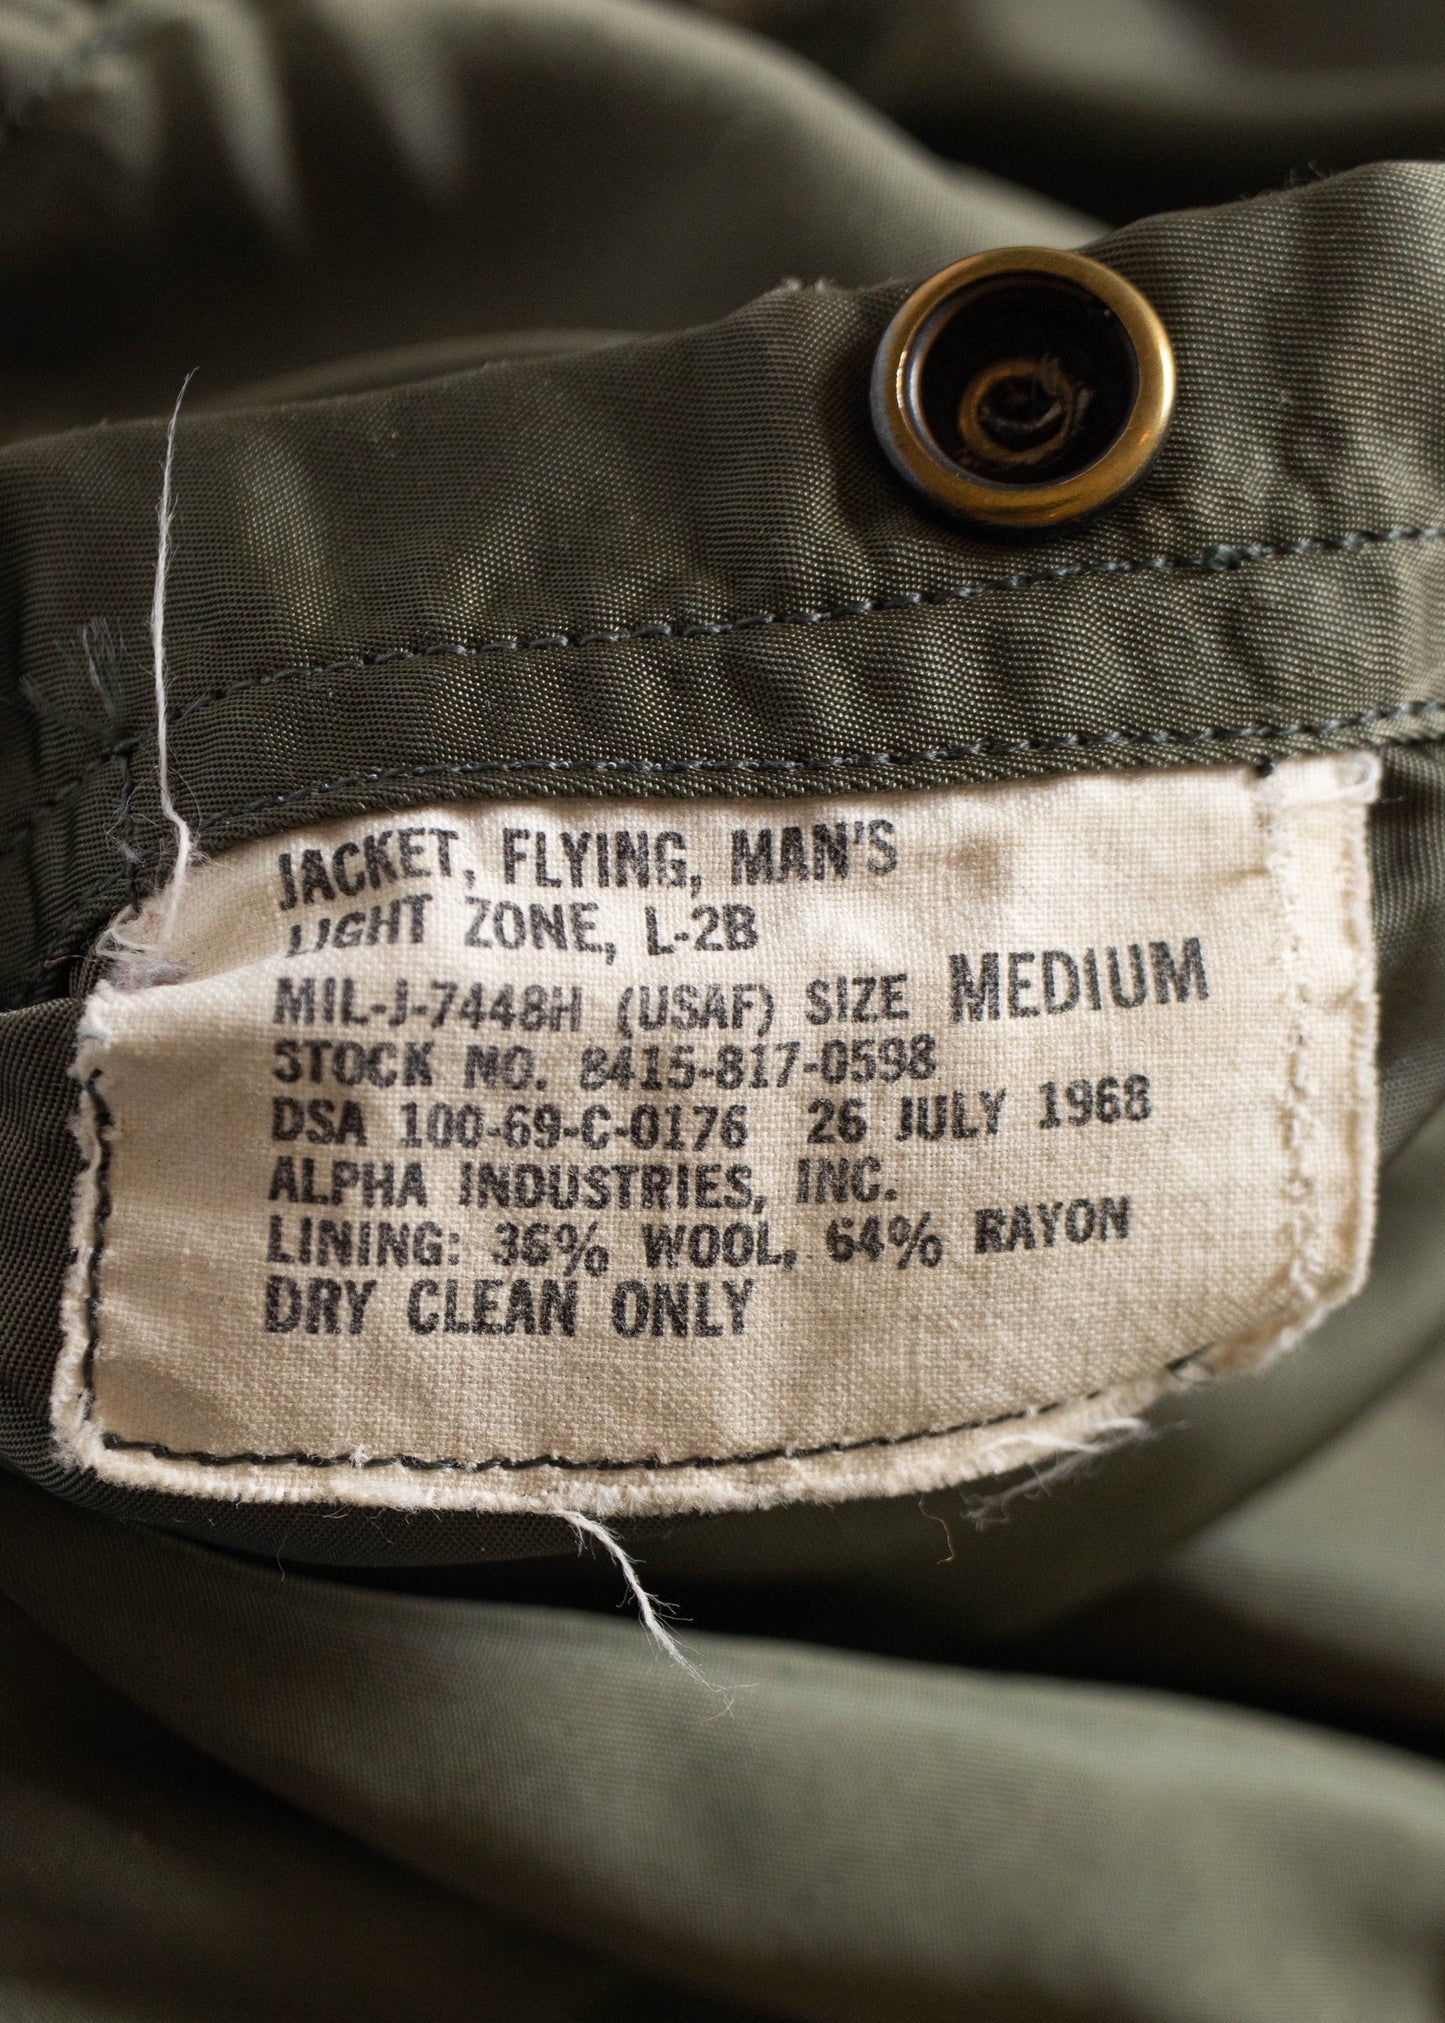 JACKET, FLYING, MAN'S
LIGHT ZONE, L-2B
MIL-J-7448H (USAF) SIZE MEDIUM
STOCK NO. 8415-817-0598
DSA 100-69-C-0176 26 JULY 1968
ALPHA INDUSTRIES, INC.
LINING: 36% WOOL, 64% RAYON
DRY CLEAN ONLY